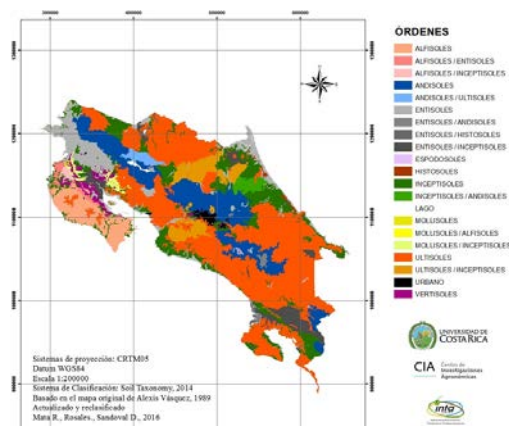 ÓRDENES
ALFISOLES
ALFISOLES / ENTISOLES
ALFISOLES / INCEPTISOLES
ANDISOLES
ANDISOLES / ULTISOLES
ENTISOLES
ENTISOLES / ANDISOLES
ENTISOLES / HISTOSOLES
ENTISOLES / INCEPTISOLES
ESPODOSOLES
HISTOSOLES
INCEPTISOLES
INCEPTISOLES / ANDISOLES
LAGO
MOLLISOLES
MOLLISOLES / ALFISOLES
MOLLISOLES / INCEPTISOLES
ULTISOLES
ULTISOLES / INCEPTISOLES
URBANO
VERTISOLES
UNIVERSIDAD DE
COSTA RICA
CIA Centro de
Investigaciones
Agronómicas
inta
Sistemas de proyección: CRTM05
Datum WGS84
Escala 1:200000
Sistema de Clasificación: Soil Taxonomy, 2014
Basado en el mapa original de Alexis Vásquez, 1989
Actualizado y reclasificado
Mata R., Rosales., Sandoval D., 2016